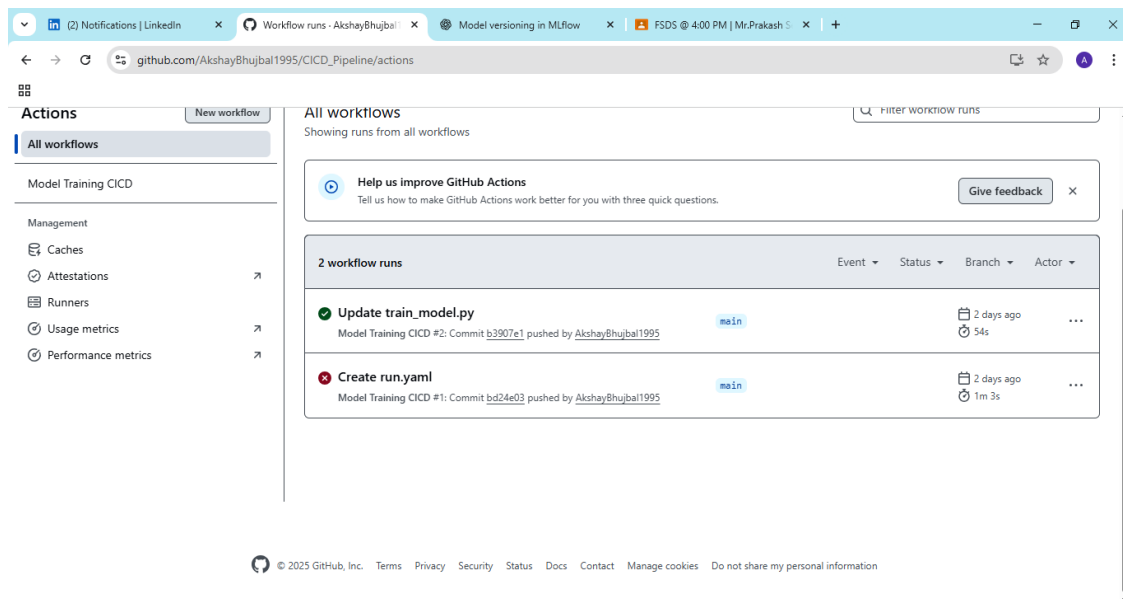 (2) Notifications | LinkedIn
Workflow runs · AkshayBhujbal1
Model versioning in MLflow
FSDS @ 4:00 PM | Mr.Prakash S
github.com/AkshayBhujbal1995/CICD_Pipeline/actions
A
Actions
New workflow
All workflows
Model Training CICD
Management
Caches
Attestations
Runners
Usage metrics
Performance metrics
All workflows
Showing runs from all workflows
Filter workflow runs
Help us improve GitHub Actions
Tell us how to make GitHub Actions work better for you with three quick questions.
Give feedback
2 workflow runs
Event
Status
Branch
Actor
Update train_model.py
Model Training CICD #2: Commit b3907e1 pushed by AkshayBhujbal1995
main
2 days ago
54s
Create run.yaml
Model Training CICD #1: Commit bd24e03 pushed by AkshayBhujbal1995
main
2 days ago
1m 3s
© 2025 GitHub, Inc. Terms Privacy Security Status Docs Contact Manage cookies Do not share my personal information